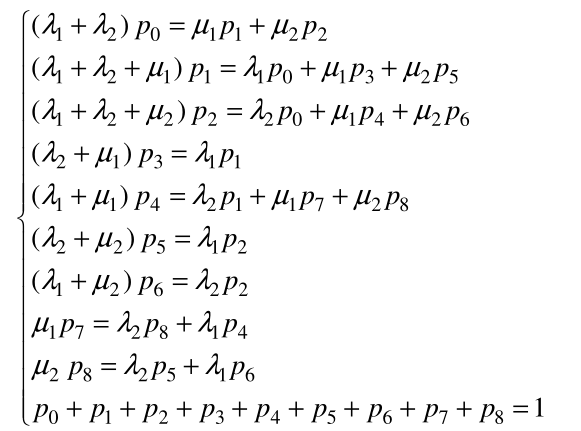 (λ₁ + λ₂) p₀ = μ₁p₁ + μ₂p₂
(λ₁ + λ₂ + μ₁) p₁ = λ₁p₀ + μ₁p₃ + μ₂p₅
(λ₁ + λ₂ + μ₂) p₂ = λ₂p₀ + μ₁p₄ + μ₂p₆
(λ₂ + μ₁) p₃ = λ₁p₁
(λ₁ + μ₁) p₄ = λ₂p₁ + μ₁p₇ + μ₂p₈
(λ₂ + μ₂) p₅ = λ₁p₂
(λ₁ + μ₂) p₆ = λ₂p₂
μ₁p₇ = λ₂p₈ + λ₁p₄
μ₂ p₈ = λ₂p₅ + λ₁p₆
p₀ + p₁ + p₂ + p₃ + p₄ + p₅ + p₆ + p₇ + p₈ = 1